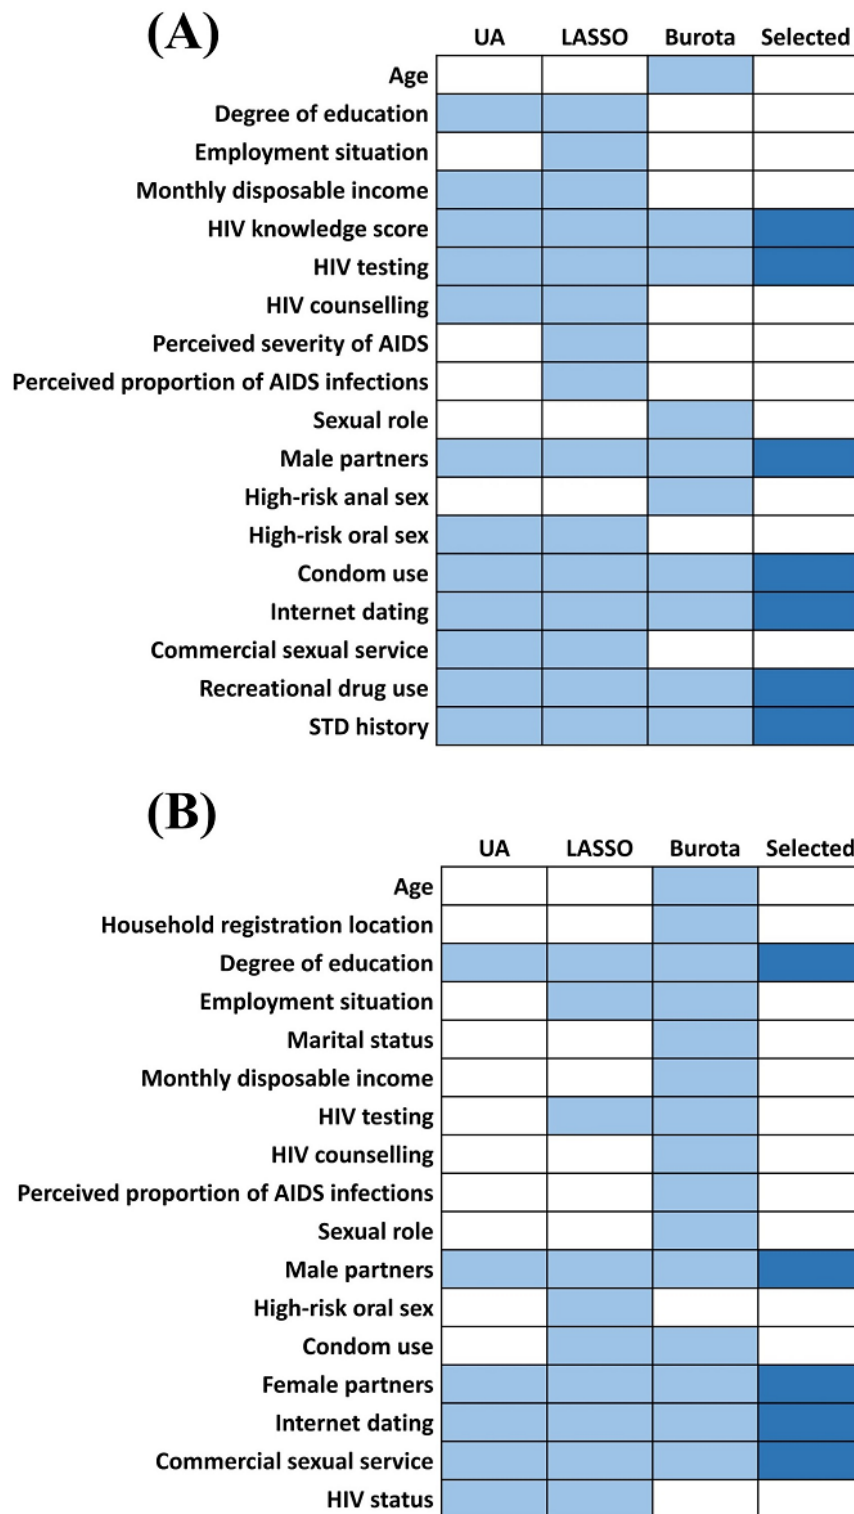 (A)
UA LASSO Burota Selected
Age
Degree of education
Employment situation
Monthly disposable income
HIV knowledge score
HIV testing
HIV counselling
Perceived severity of AIDS
Perceived proportion of AIDS infections
Sexual role
Male partners
High-risk anal sex
High-risk oral sex
Condom use
Internet dating
Commercial sexual service
Recreational drug use
STD history
(B)
UA LASSO Burota Selected
Age
Household registration location
Degree of education
Employment situation
Marital status
Monthly disposable income
HIV testing
HIV counselling
Perceived proportion of AIDS infections
Sexual role
Male partners
High-risk oral sex
Condom use
Female partners
Internet dating
Commercial sexual service
HIV status